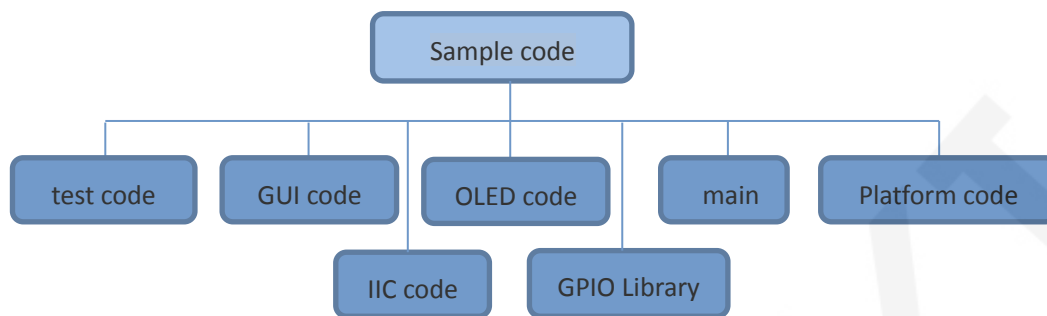 Sample code
test code
GUI code
OLED code
main
Platform code
IIC code
GPIO Library